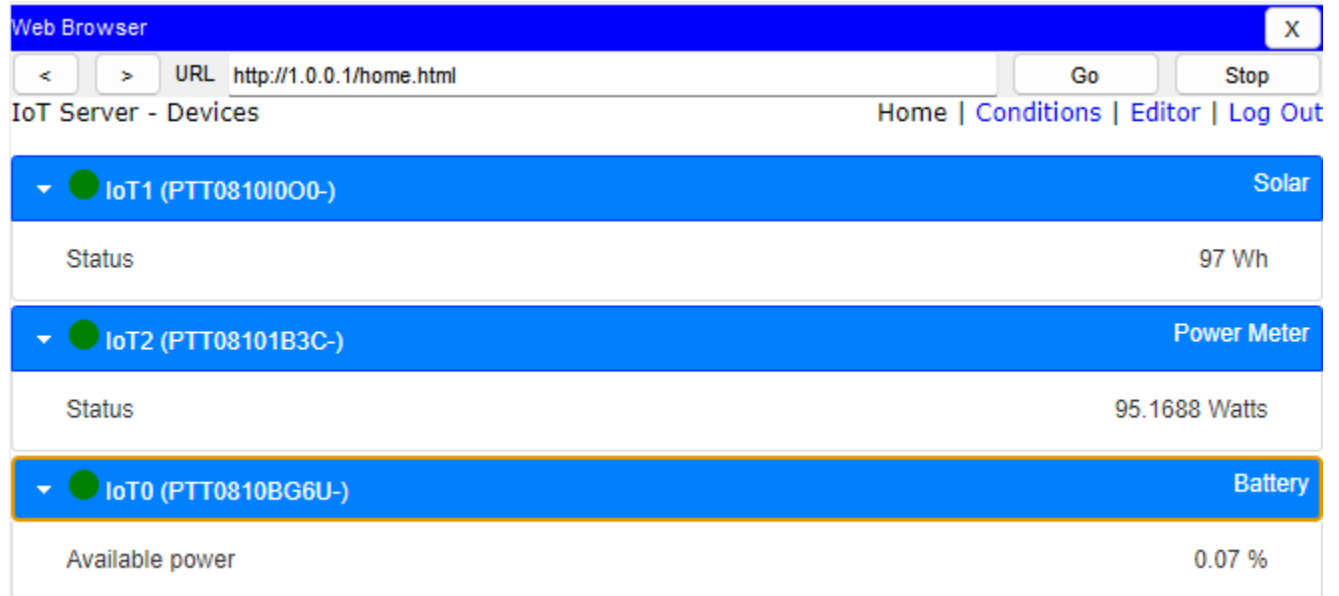 Web Browser X
< > URL http://1.0.0.1/home.html Go Stop
IoT Server - Devices Home | Conditions | Editor | Log Out
IoT1 (PTT0810I0O0-) Solar
Status 97 Wh
IoT2 (PTT08101B3C-) Power Meter
Status 95.1688 Watts
IoT0 (PTT0810BG6U-) Battery
Available power 0.07 %